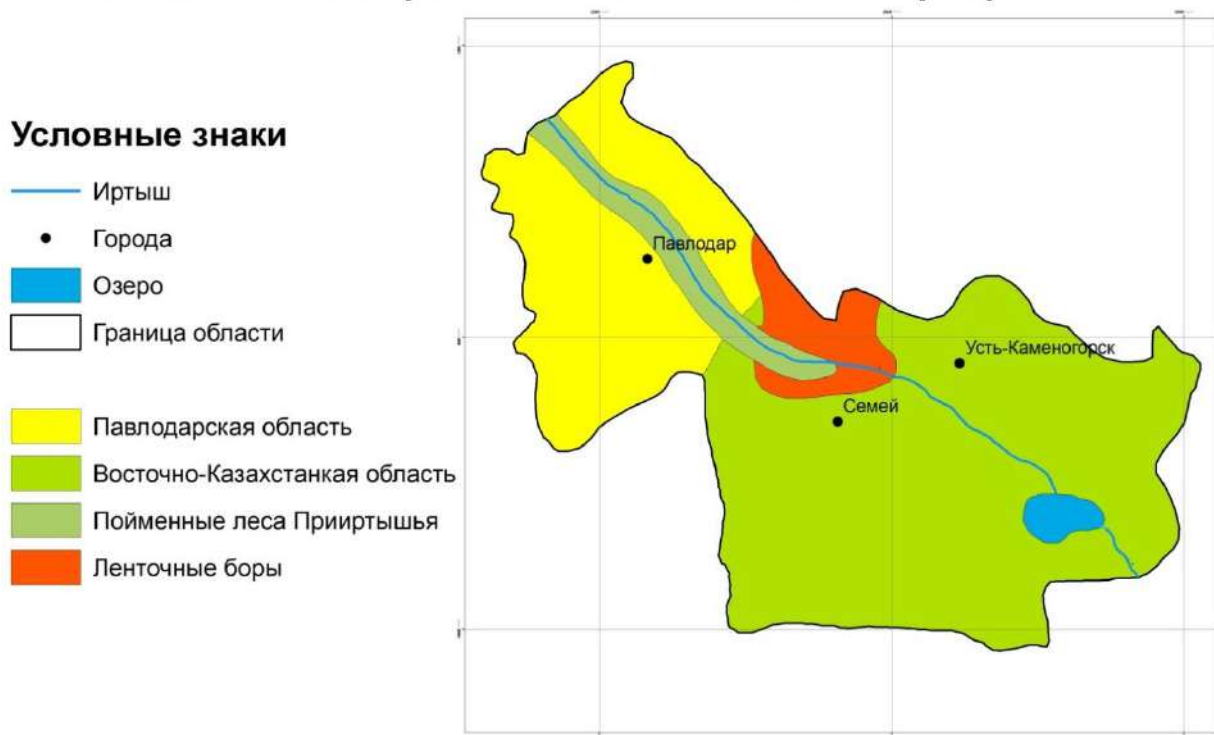 Условные знаки
Иртыш
Города
Озеро
Граница области
Павлодарская область
Восточно-Казахстанкая область
Пойменные леса Прииртышья
Ленточные боры
Павлодар
Усть-Каменогорск
Семей